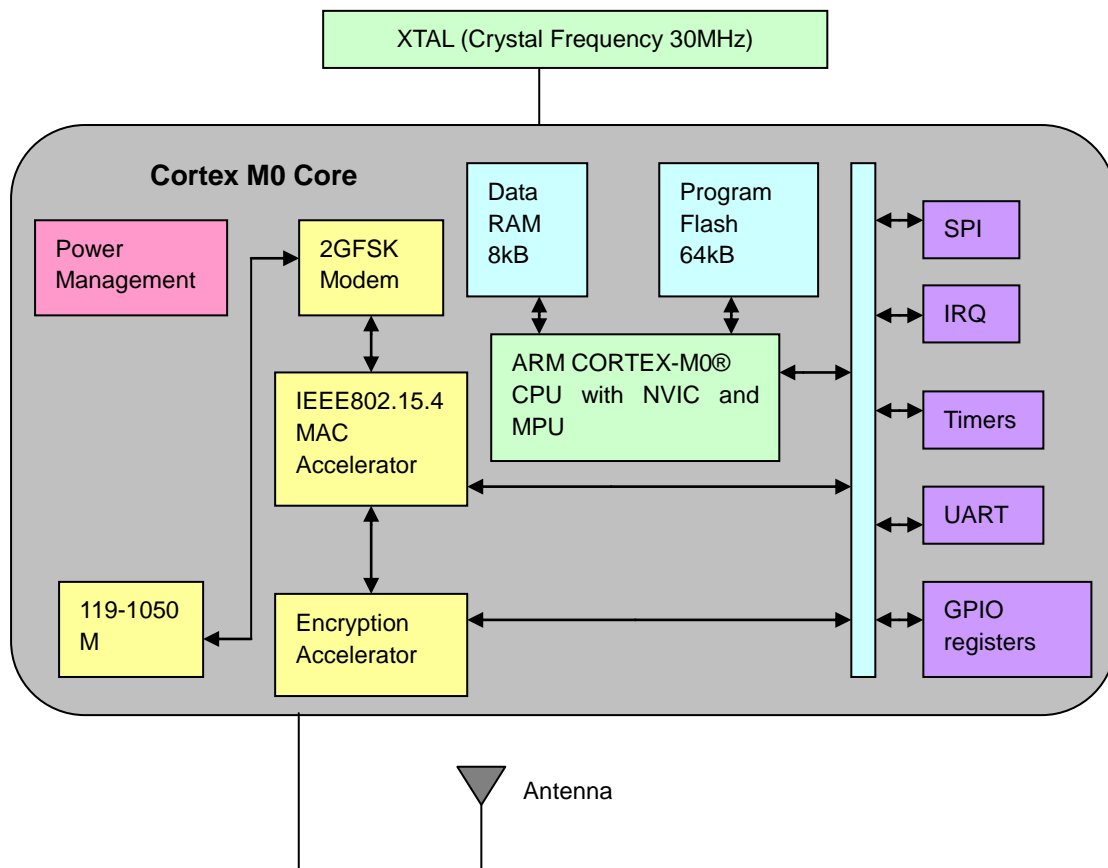 XTAL (Crystal Frequency 30MHz)
Cortex M0 Core
Data
RAM
8kB
Program
Flash
64kB
Power
Management
2GFSK
Modem
SPI
IRQ
ARM CORTEX-M0®
CPU with NVIC and
MPU
IEEE802.15.4
MAC
Accelerator
Timers
UART
119-1050
M
Encryption
Accelerator
GPIO
registers
Antenna